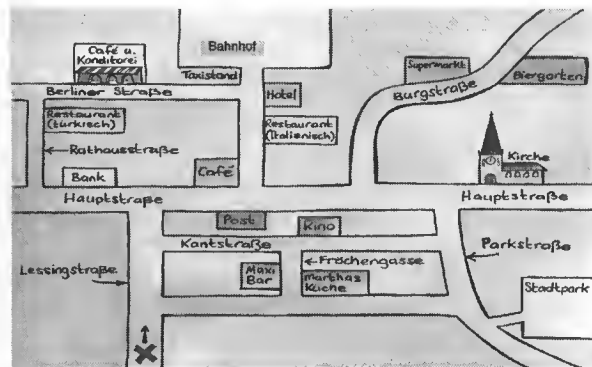 Café u.
Konditorei
Bahnhof
Taxistand
Berliner Straße
Hotel
Supermarkt
Biergarten
Burgstraße
Restaurant
(türkisch)
Restaurant
(Italienisch)
Rathausstraße
Bank
Café
Kirche
Hauptstraße
Hauptstraße
Post
Kino
Kantstraße
Parkstraße
Fröchengasse
Lessingstraße
Maxi
Bar
marthas
Küche
Stadtpark